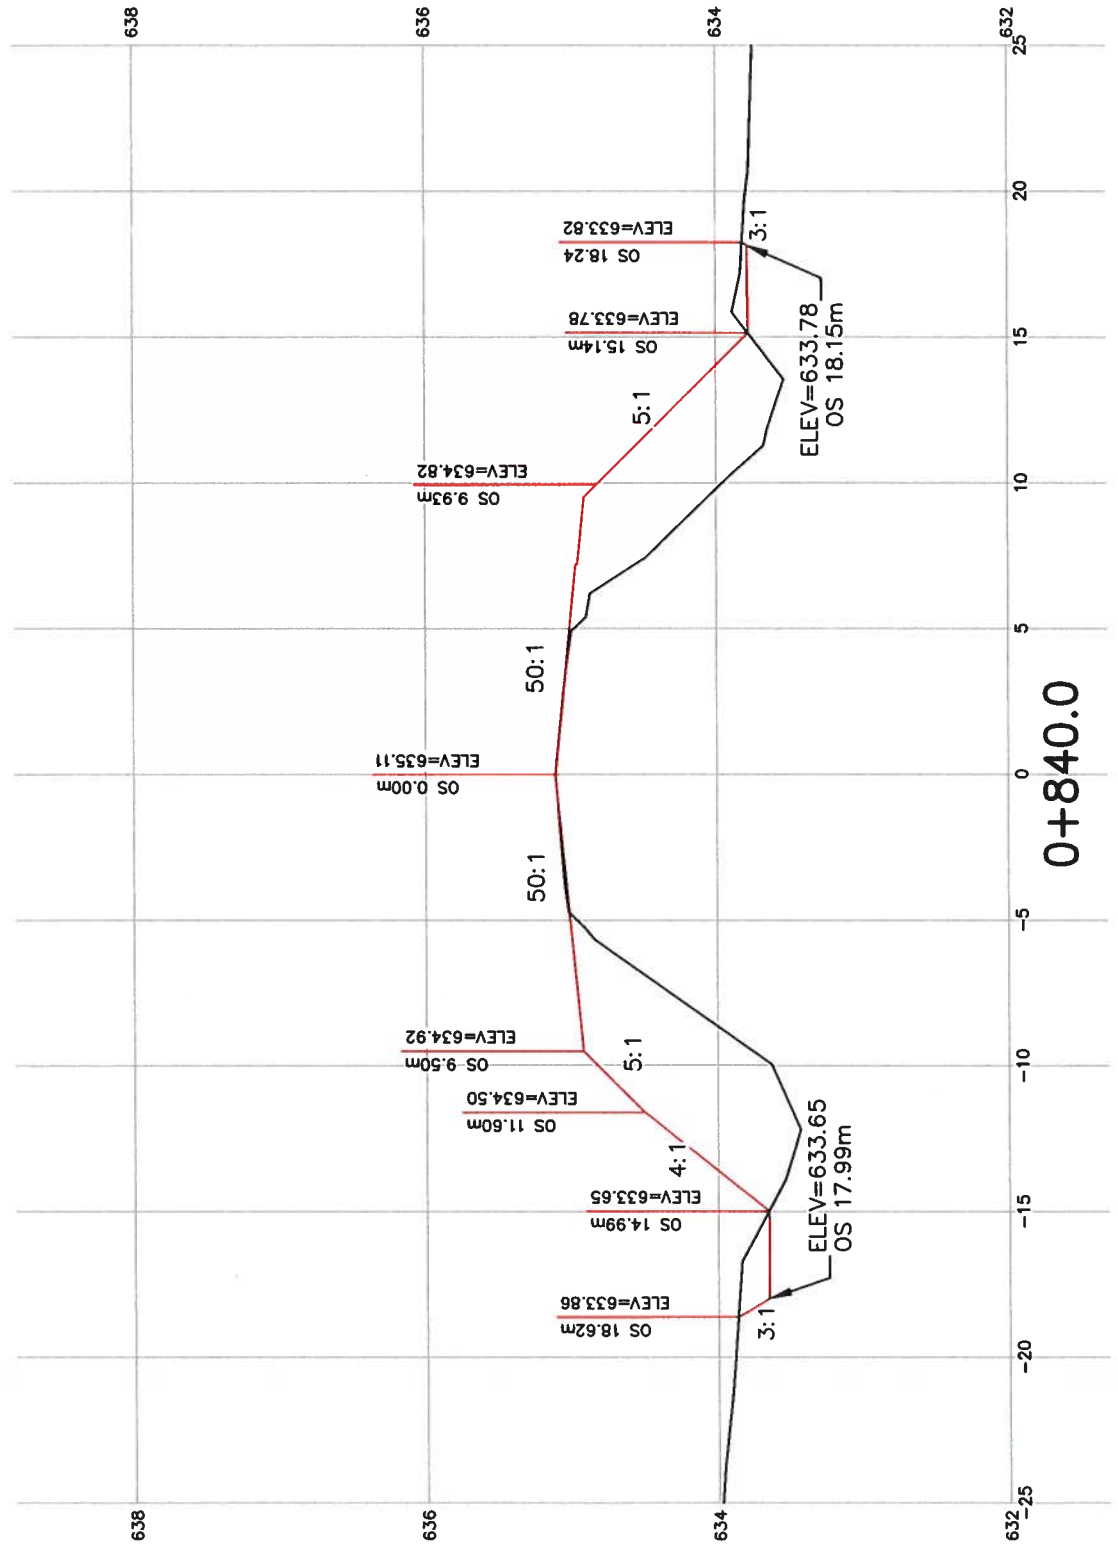 638
636
634
632
638
636
634
632
-25
-20
-15
-10
-5
0
5
10
15
20
25
OS 18.62m
ELEV=633.86
3:1
ELEV=633.65
OS 17.99m
OS 14.99m
ELEV=633.65
4:1
OS 11.60m
ELEV=634.50
5:1
OS 9.50m
ELEV=634.92
50:1
OS 0.00m
ELEV=635.11
50:1
OS 9.93m
ELEV=634.82
5:1
OS 15.14m
ELEV=633.78
ELEV=633.78
OS 18.15m
OS 18.24
ELEV=633.82
3:1
0+840.0